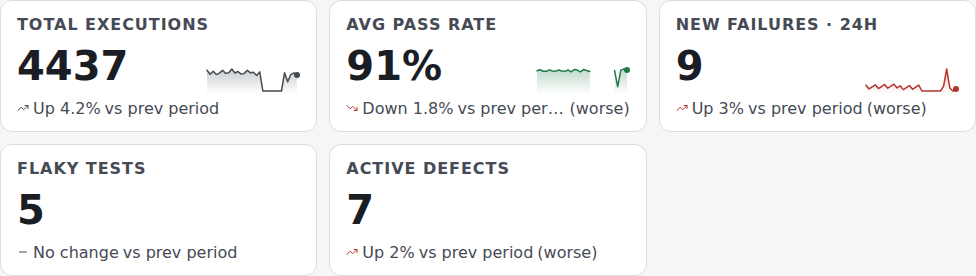 TOTAL EXECUTIONS
4437
Up 4.2% vs prev period
AVG PASS RATE
91%
Down 1.8% vs prev per… (worse)
NEW FAILURES · 24H
9
Up 3% vs prev period (worse)
FLAKY TESTS
5
No change vs prev period
ACTIVE DEFECTS
7
Up 2% vs prev period (worse)